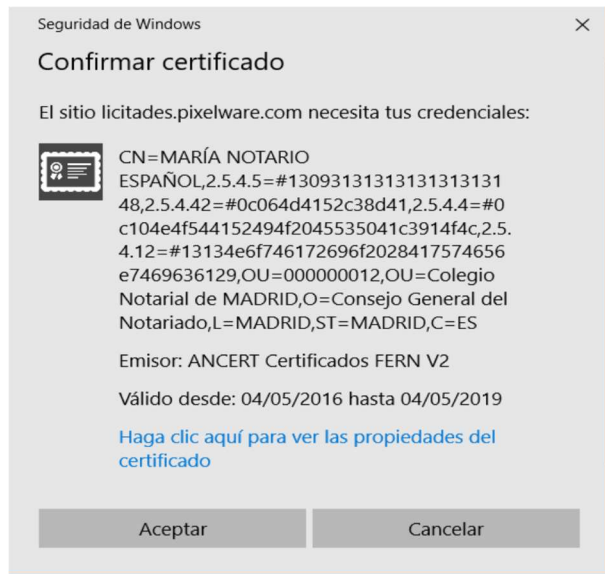 Seguridad de Windows
Confirmar certificado
El sitio licitades.pixelware.com necesita tus credenciales:
CN=MARÍA NOTARIO
ESPAÑOL,2.5.4.5=#13093131313131313131
48,2.5.4.42=#0c064d4152c38d41,2.5.4.4=#0
c104e4f544152494f2045535041c3914f4c,2.5.
4.12=#13134e6f746172696f2028417574656
e7469636129,OU=000000012,OU=Colegio
Notarial de MADRID,O=Consejo General del
Notariado,L=MADRID,ST=MADRID,C=ES
Emisor: ANCERT Certificados FERN V2
Válido desde: 04/05/2016 hasta 04/05/2019
Haga clic aquí para ver las propiedades del
certificado
Aceptar
Cancelar